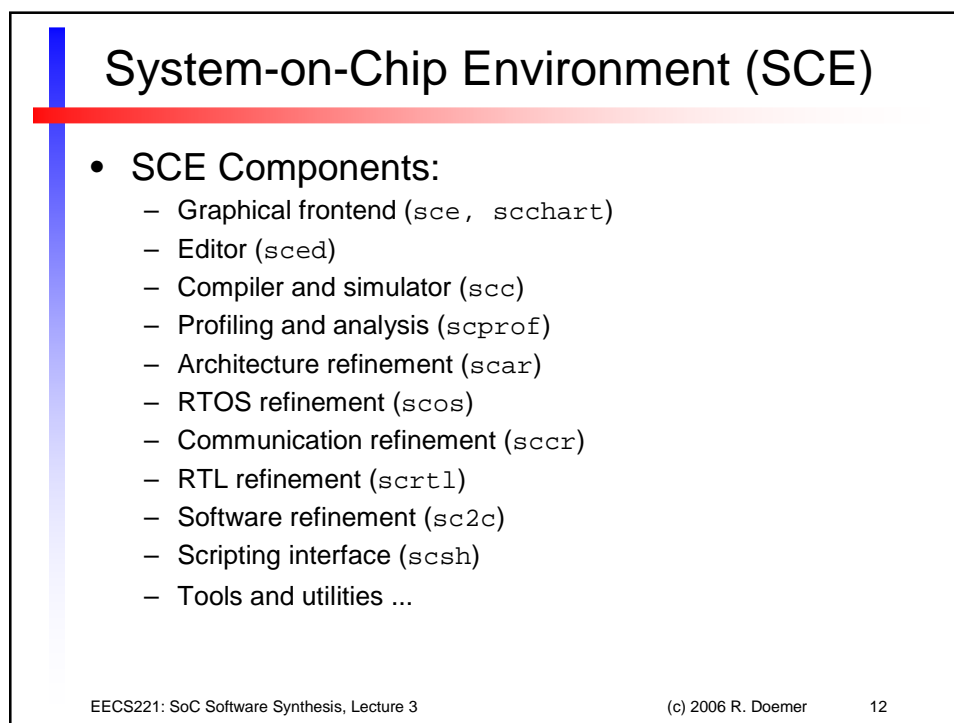 System-on-Chip Environment (SCE)
• SCE Components:
– Graphical frontend (sce, scchart)
– Editor (sced)
– Compiler and simulator (scc)
– Profiling and analysis (scprof)
– Architecture refinement (scar)
– RTOS refinement (scos)
– Communication refinement (sccr)
– RTL refinement (scrtl)
– Software refinement (sc2c)
– Scripting interface (scsh)
– Tools and utilities ...
EECS221: SoC Software Synthesis, Lecture 3 (c) 2006 R. Doemer 12